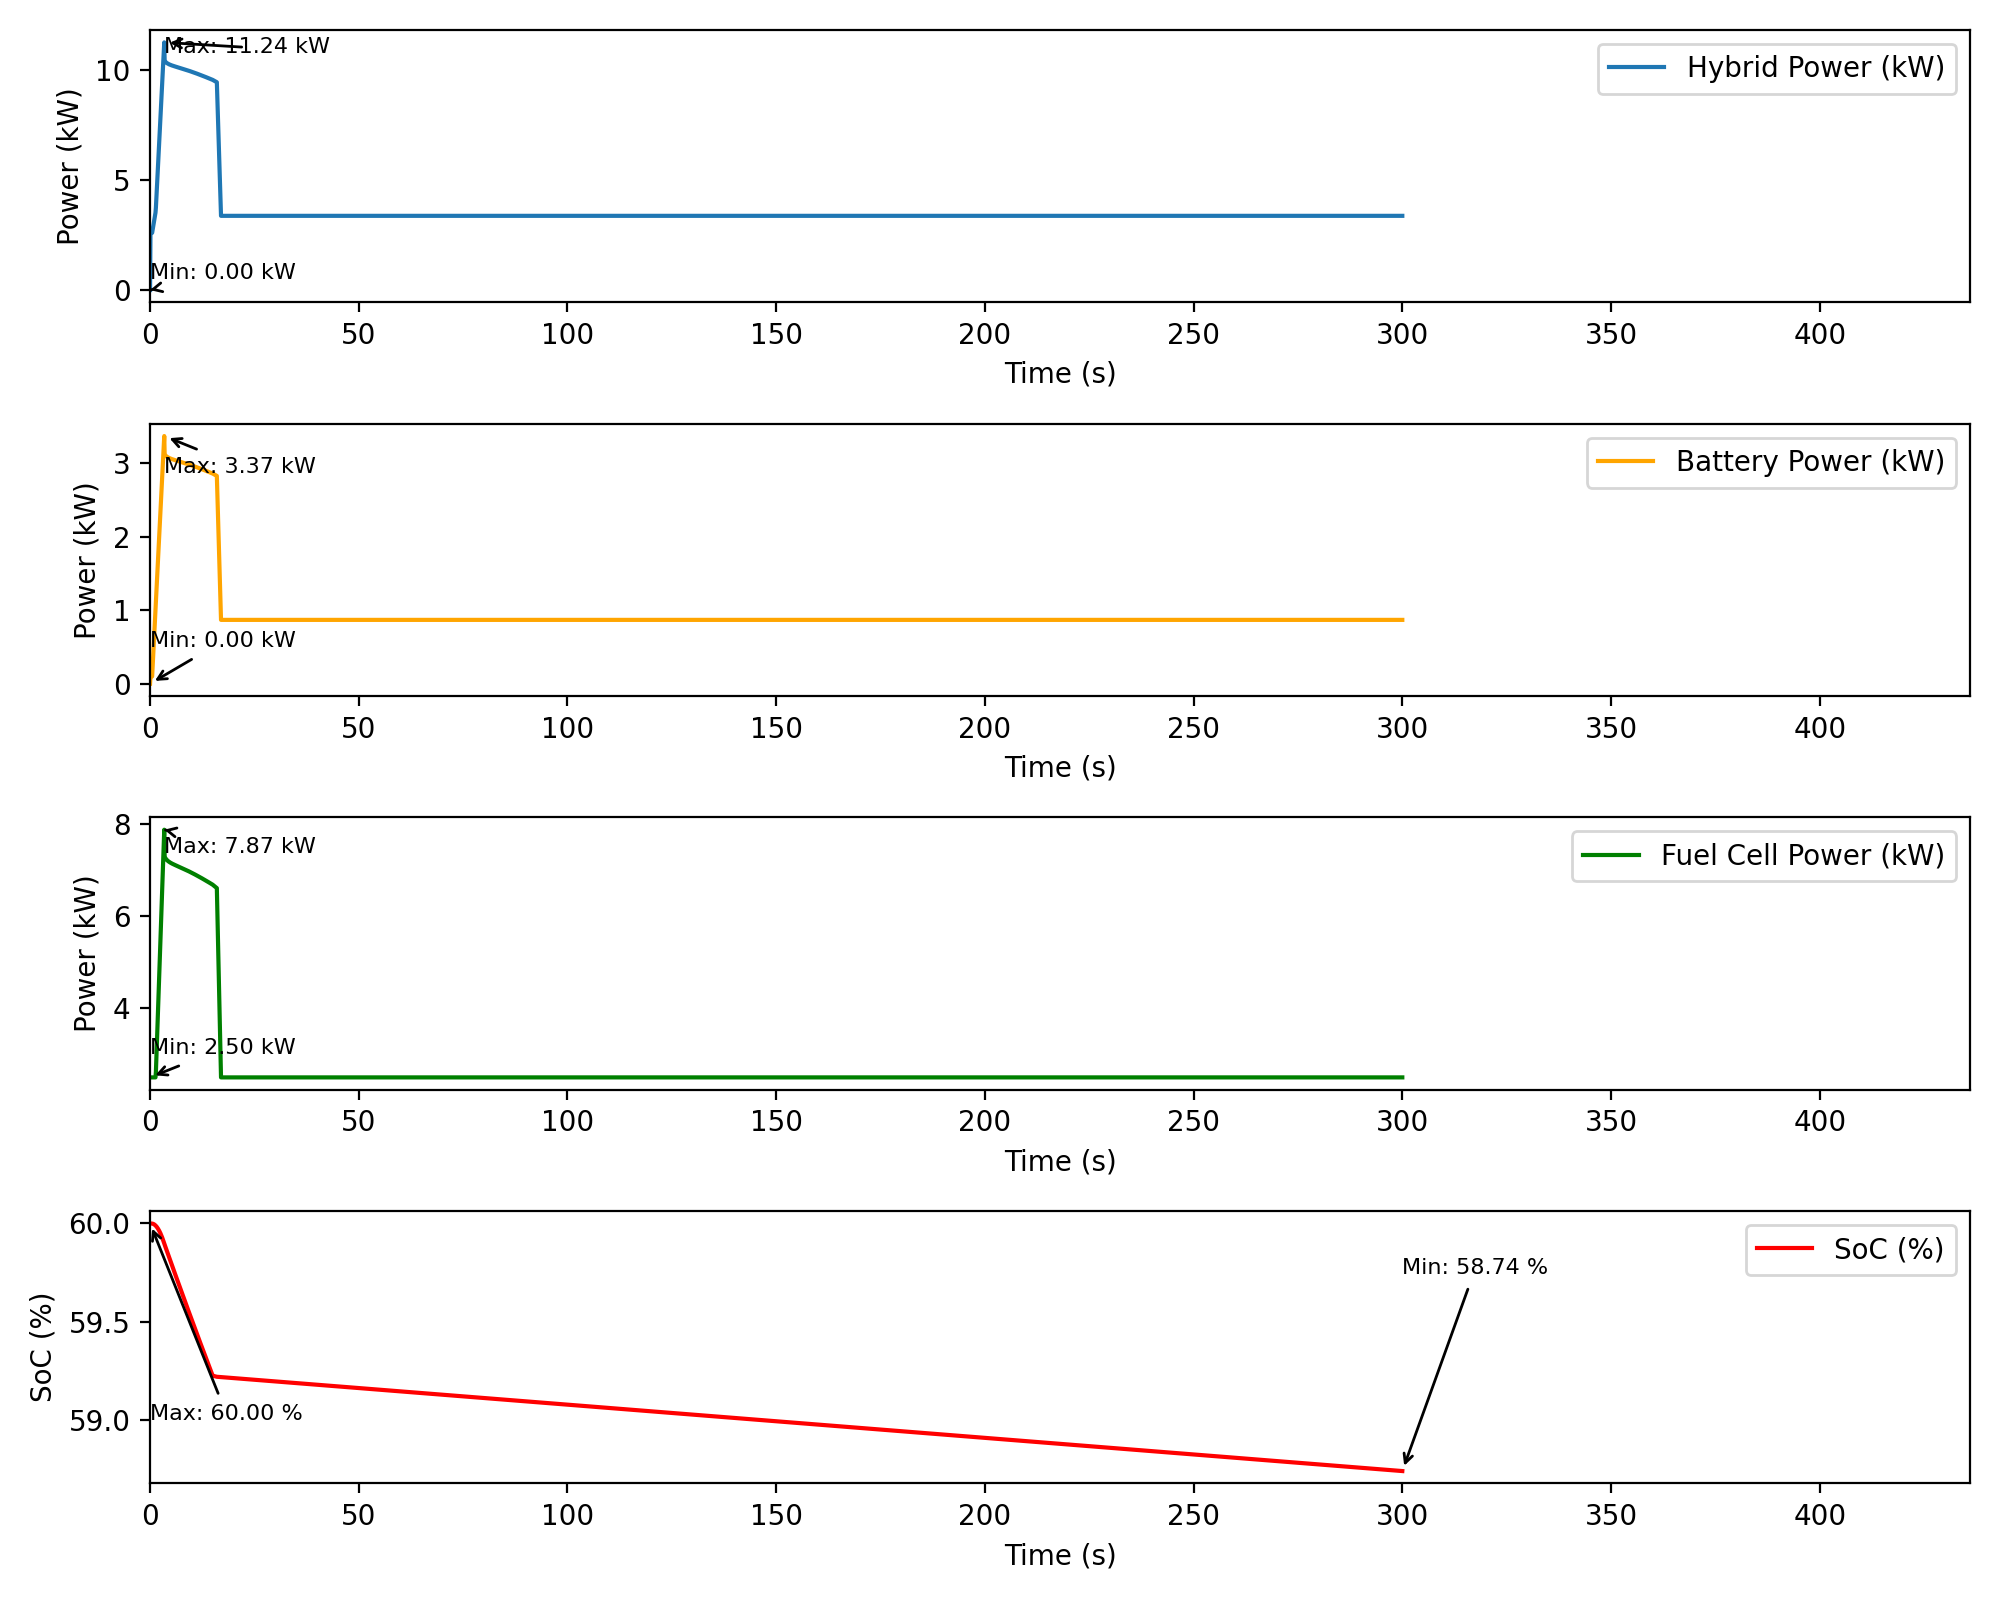 Max: 11.24 kW
Hybrid Power (kW)
10
5
0
Power (kW)
Min: 0.00 kW
0 50 100 150 200 250 300 350 400
Time (s)
Max: 3.37 kW
Battery Power (kW)
3
2
1
0
Power (kW)
Min: 0.00 kW
0 50 100 150 200 250 300 350 400
Time (s)
Max: 7.87 kW
Fuel Cell Power (kW)
8
6
4
Power (kW)
Min: 2.50 kW
0 50 100 150 200 250 300 350 400
Time (s)
SoC (%)
60.0
59.5
59.0
SoC (%)
Min: 58.74 %
Max: 60.00 %
0 50 100 150 200 250 300 350 400
Time (s)